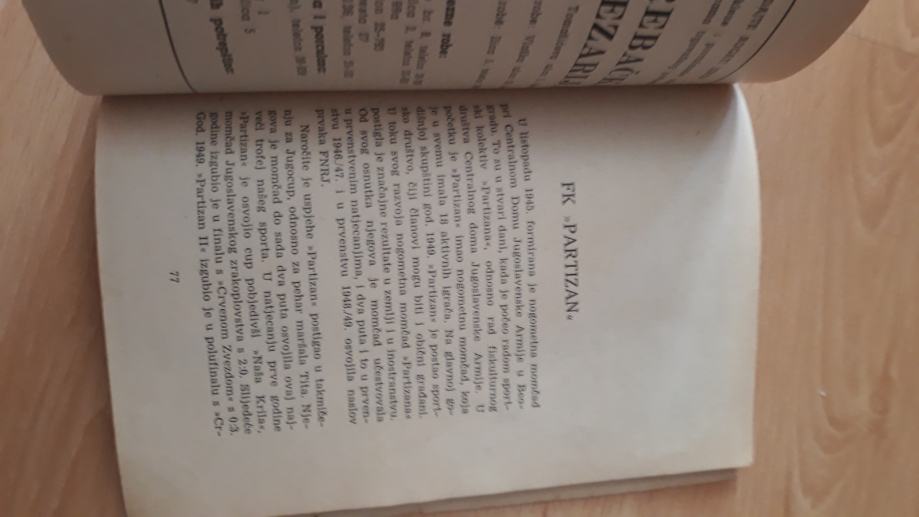 FK »PARTIZAN«
U listopadu 1945. formirana je nogometna momčad
pri Centralnom Domu Jugoslavenske Armije u Beo-
gradu. To su u stvari dani, kada je počeo radom sport-
ski kolektiv »Partizana«, odnosno rad fiskulturnog
društva Centralnog doma Jugoslavenske Armije. U
početku je »Partizan« imao nogometnu momčad, koja
je u svemu imala 18 aktivnih igrača. Na glavnoj go-
dišnjoj skupštini god. 1949. »Partizan« je postao sport-
sko društvo, čiji članovi mogu biti i obični građani.
U toku svog razvoja nogometna momčad »Partizana«
postigla je značajne rezultate u zemlji i u inostranstvu.
Od svog osnutka njegova je momčad učestvovala
u prvenstvenim natjecanjima, i dva puta i to u prven-
stvu 1946./47. i u prvenstvu 1948./49. osvojila naslov
prvaka FNRJ.
Naročite je uspjehe »Partizan« postigao u takmiče-
nju za Jugocup, odnosno za pehar maršala Tita. Nje-
gova je momčad do sada dva puta osvojila ovaj naj-
veći trofej našeg sporta. U natjecanju prve godine
»Partizan« je osvojio cup pobjedivši »Naša Krila«,
momčad Jugoslavenskog zrakoplovstva s 2:0. Slijedeće
godine izgubio je u finalu s »Crvenom Zvezdom« s 0:3.
God. 1949. »Partizan II« izgubio je u polufinalu s »Cr-
77